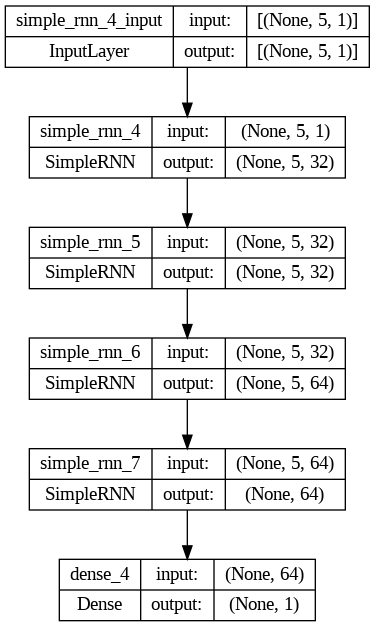 simple_rnn_4_input input: [(None, 5, 1)]
InputLayer output: [(None, 5, 1)]
simple_rnn_4 input: (None, 5, 1)
SimpleRNN output: (None, 5, 32)
simple_rnn_5 input: (None, 5, 32)
SimpleRNN output: (None, 5, 32)
simple_rnn_6 input: (None, 5, 32)
SimpleRNN output: (None, 5, 64)
simple_rnn_7 input: (None, 5, 64)
SimpleRNN output: (None, 64)
dense_4 input: (None, 64)
Dense output: (None, 1)